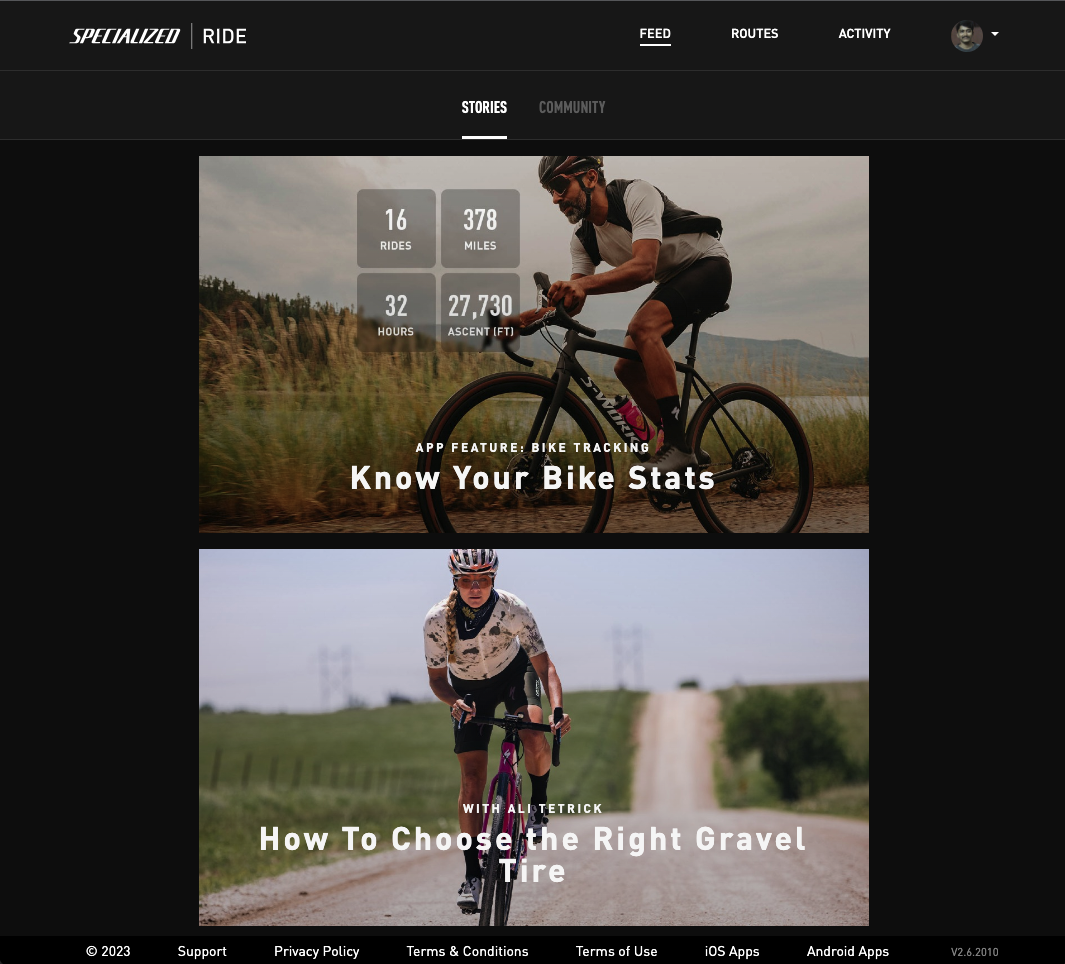 SPECIALIZED | RIDE
FEED
ROUTES
ACTIVITY
STORIES
COMMUNITY
16
RIDES
378
MILES
32
HOURS
27,730
ASCENT (FT)
S-WORKS
APP FEATURE: BIKE TRACKING
Know Your Bike Stats
WITH ALI TETRICK
How To Choose the Right Gravel
Tire
© 2023
Support
Privacy Policy
Terms & Conditions
Terms of Use
iOS Apps
Android Apps
V2.6.2010